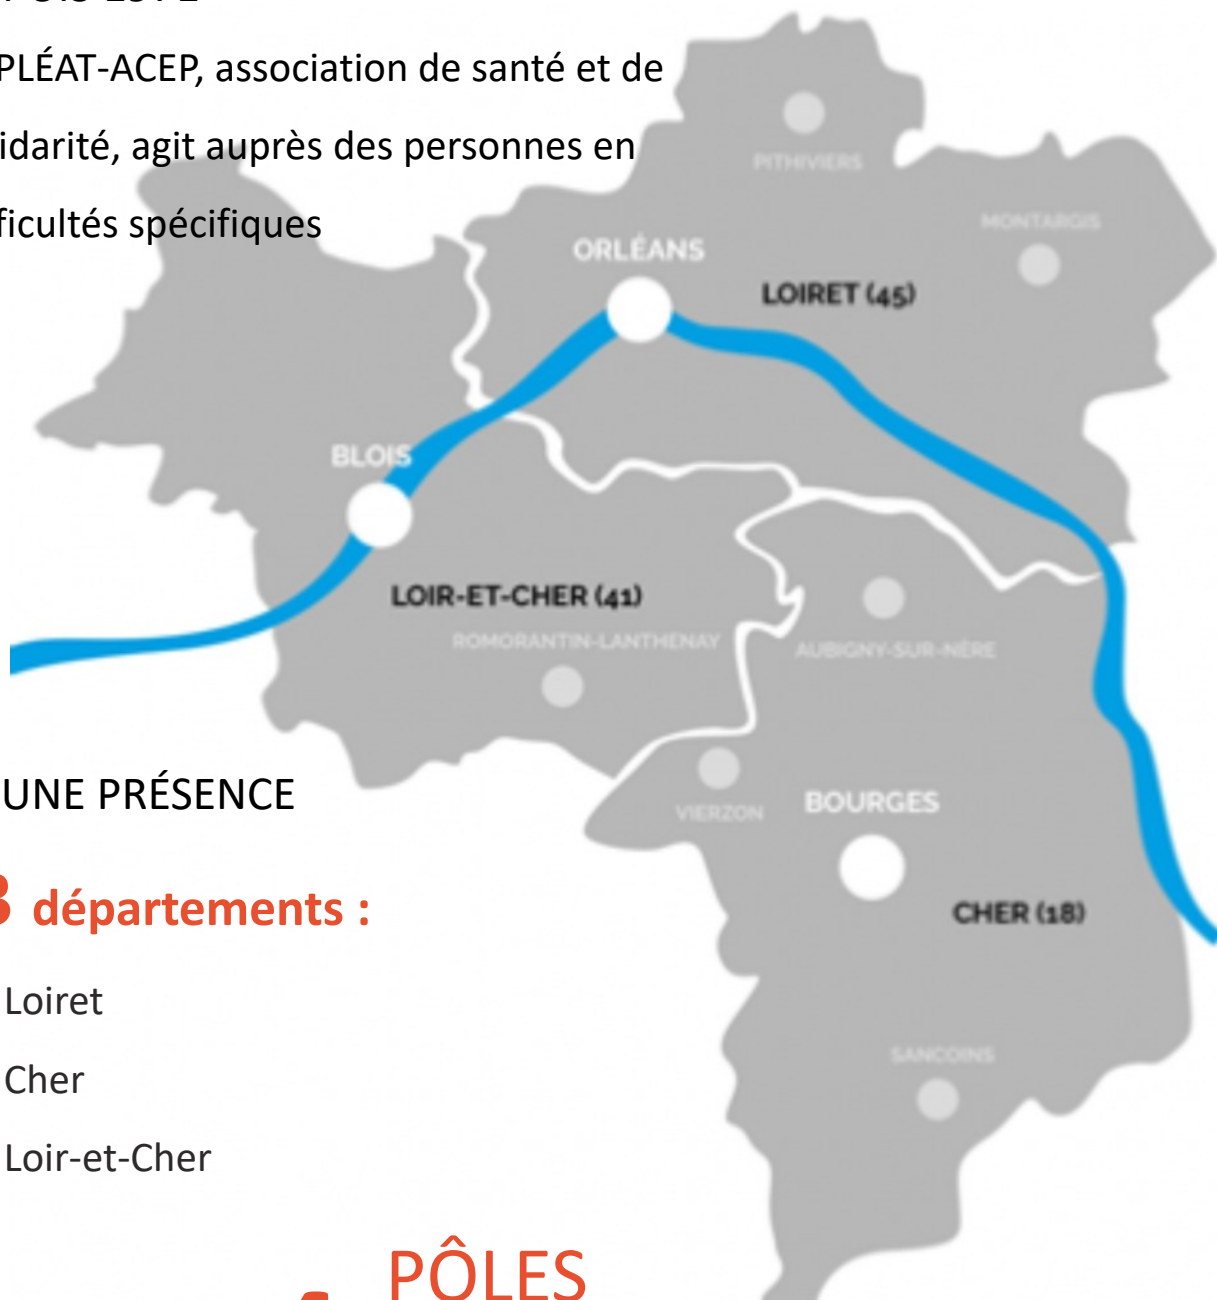 PLÉAT-ACEP, association de santé et de
idarité, agit auprès des personnes en
ficultés spécifiques
PITHIVIERS
MONTARGIS
ORLÉANS
LOIRET (45)
BLOIS
LOIR-ET-CHER (41)
ROMORANTIN-LANTHENAY
AUBIGNY-SUR-NÈRE
UNE PRÉSENCE
VIERZON
BOURGES
3 départements :
CHER (18)
Loiret
SANCOINS
Cher
Loir-et-Cher
PÔLES